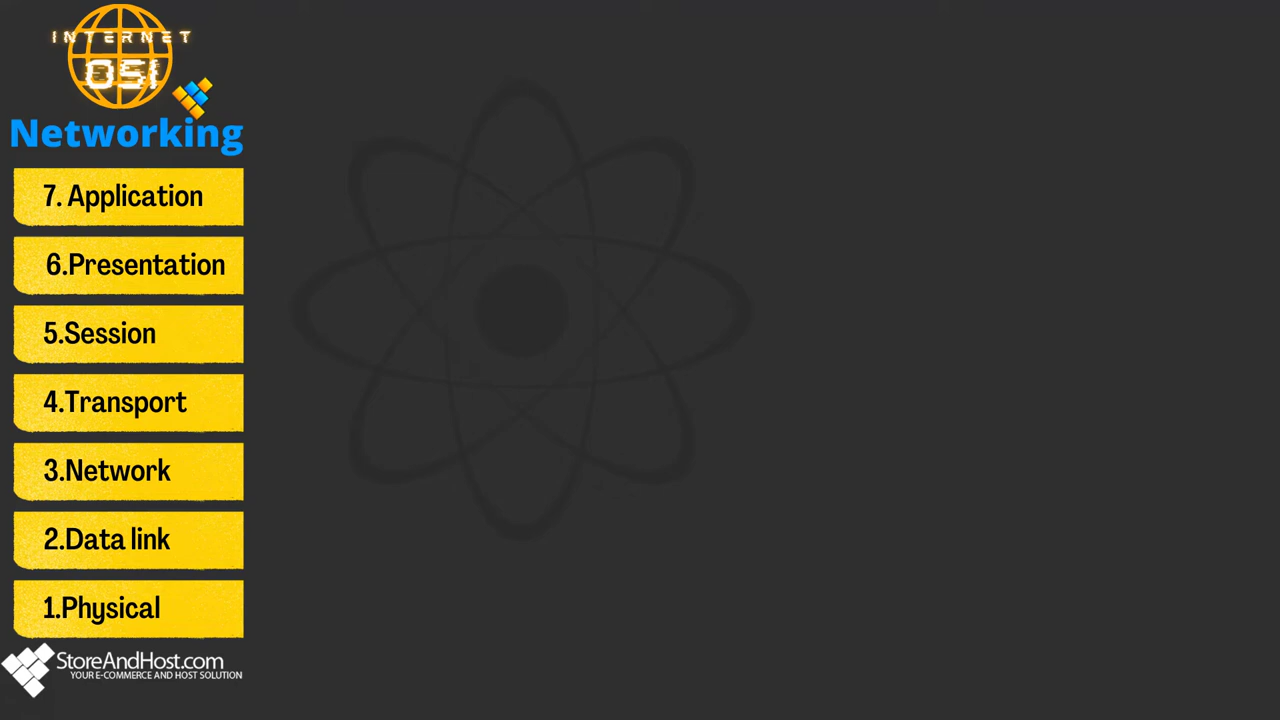 INTERNET
OSI
Networking
7. Application
6.Presentation
5.Session
4.Transport
3.Network
2.Data link
1.Physical
StoreAndHost.com
YOUR E-COMMERCE AND HOST SOLUTION